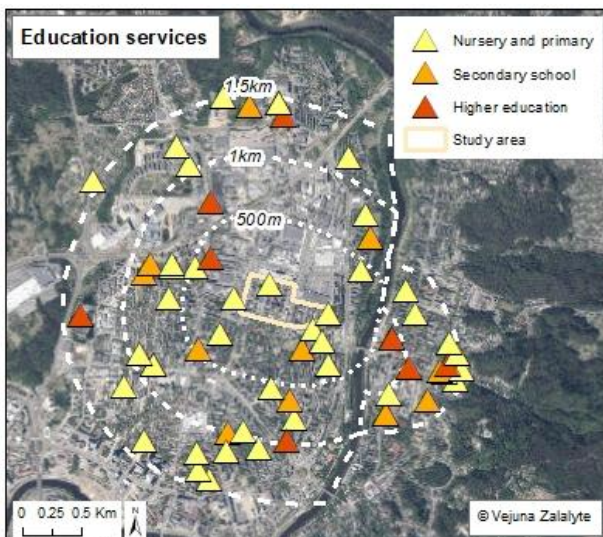 Education services
Nursery and primary
Secondary school
Higher education
Study area
1.5km
1km
500m
0 0.25 0.5 Km
N
© Vejuna Zalalyte